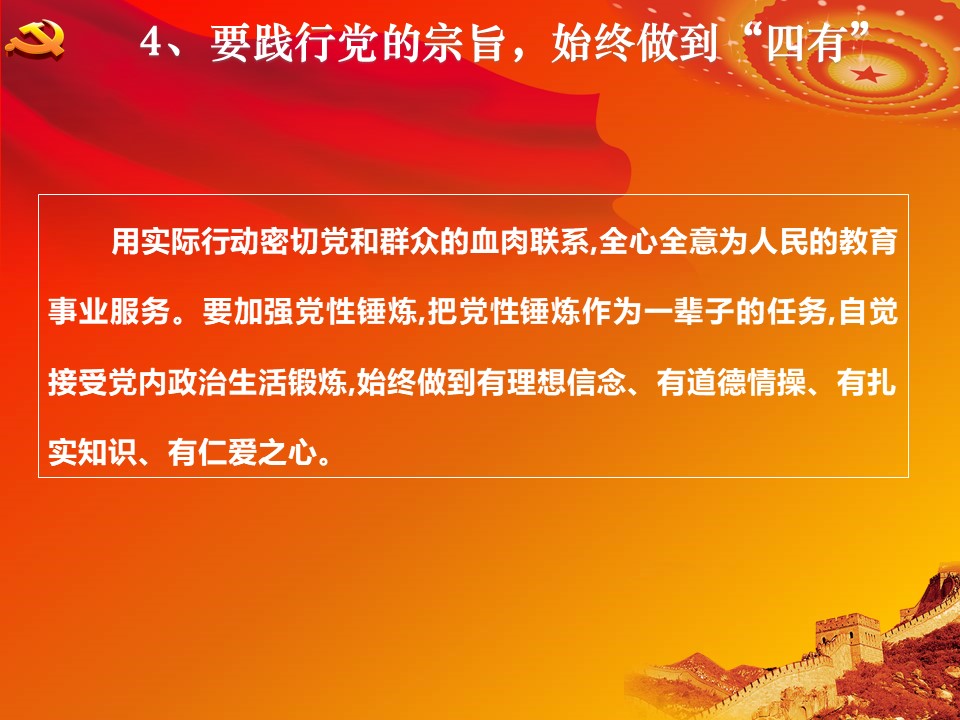 4、要践行党的宗旨，始终做到“四有”
用实际行动密切党和群众的血肉联系,全心全意为人民的教育
事业服务。要加强党性锤炼,把党性锤炼作为一辈子的任务,自觉
接受党内政治生活锻炼,始终做到有理想信念、有道德情操、有扎
实知识、有仁爱之心。